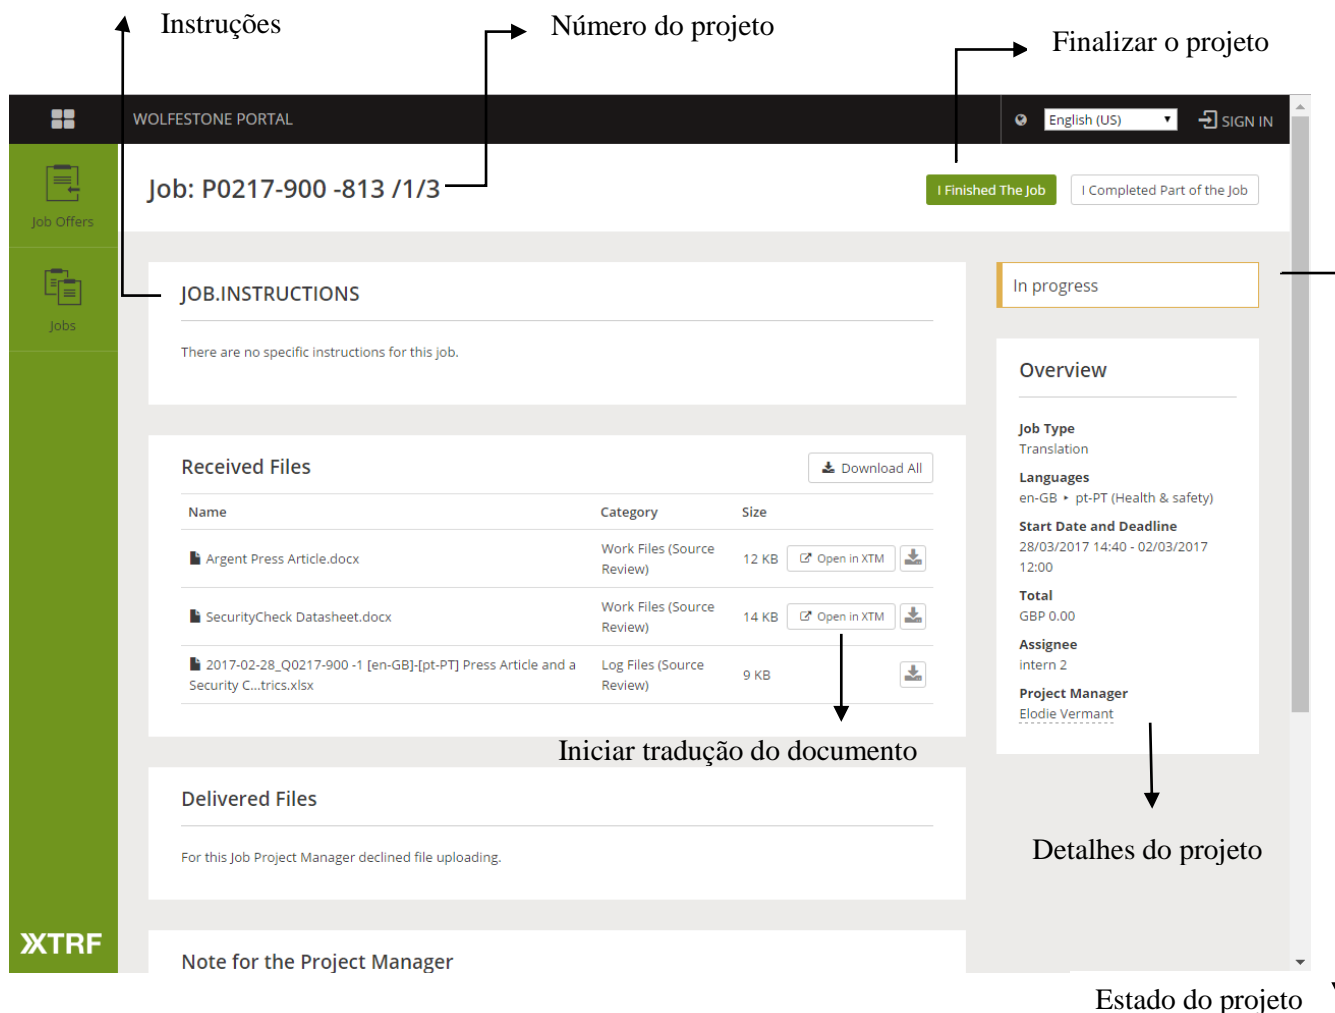 Instruções
Número do projeto
Finalizar o projeto
WOLFESTONE PORTAL
English (US)
SIGN IN
Job Offers
Jobs
Job: P0217-900 -813 /1/3
I Finished The Job
I Completed Part of the Job
JOB.INSTRUCTIONS
There are no specific instructions for this job.
In progress
Received Files
Download All
Name Category Size
Argent Press Article.docx
Work Files (Source
Review)
12 KB
Open in XTM
SecurityCheck Datasheet.docx
Work Files (Source
Review)
14 KB
Open in XTM
2017-02-28_Q0217-900 -1 [en-GB]-[pt-PT] Press Article and a
Security C...trics.xlsx
Log Files (Source
Review)
9 KB
Iniciar tradução do documento
Overview
Job Type
Translation
Languages
en-GB ▸ pt-PT (Health & safety)
Start Date and Deadline
28/03/2017 14:40 - 02/03/2017
12:00
Total
GBP 0.00
Assignee
intern 2
Project Manager
Elodie Vermant
Detalhes do projeto
Delivered Files
For this Job Project Manager declined file uploading.
XTRF
Note for the Project Manager
Estado do projeto